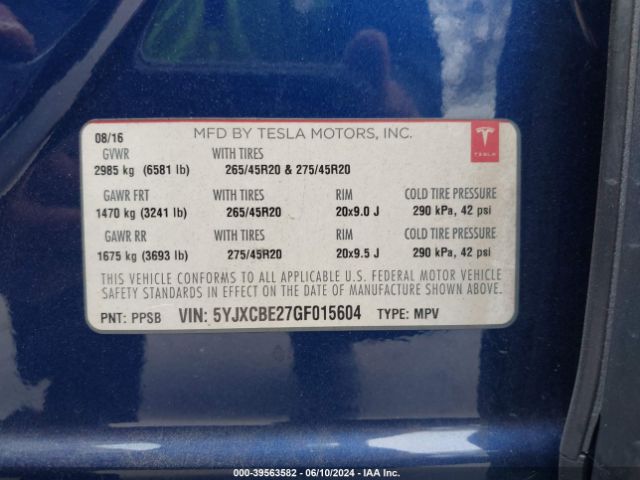 08/16 MFD BY TESLA MOTORS, INC.
GVWR WITH TIRES
2985 kg (6581 lb) 265/45R20 & 275/45R20
TESLA
GAWR FRT WITH TIRES RIM COLD TIRE PRESSURE
1470 kg (3241 lb) 265/45R20 20x9.0 J 290 kPa, 42 psi
GAWR RR WITH TIRES RIM COLD TIRE PRESSURE
1675 kg (3693 lb) 275/45R20 20x9.5 J 290 kPa, 42 psi
THIS VEHICLE CONFORMS TO ALL APPLICABLE U.S. FEDERAL MOTOR VEHICLE
SAFETY STANDARDS IN EFFECT ON THE DATE OF MANUFACTURE SHOWN ABOVE.
PNT: PPSB VIN: 5YJXCBE27GF015604 TYPE: MPV
000-39563582 - 06/10/2024 - IAA Inc.